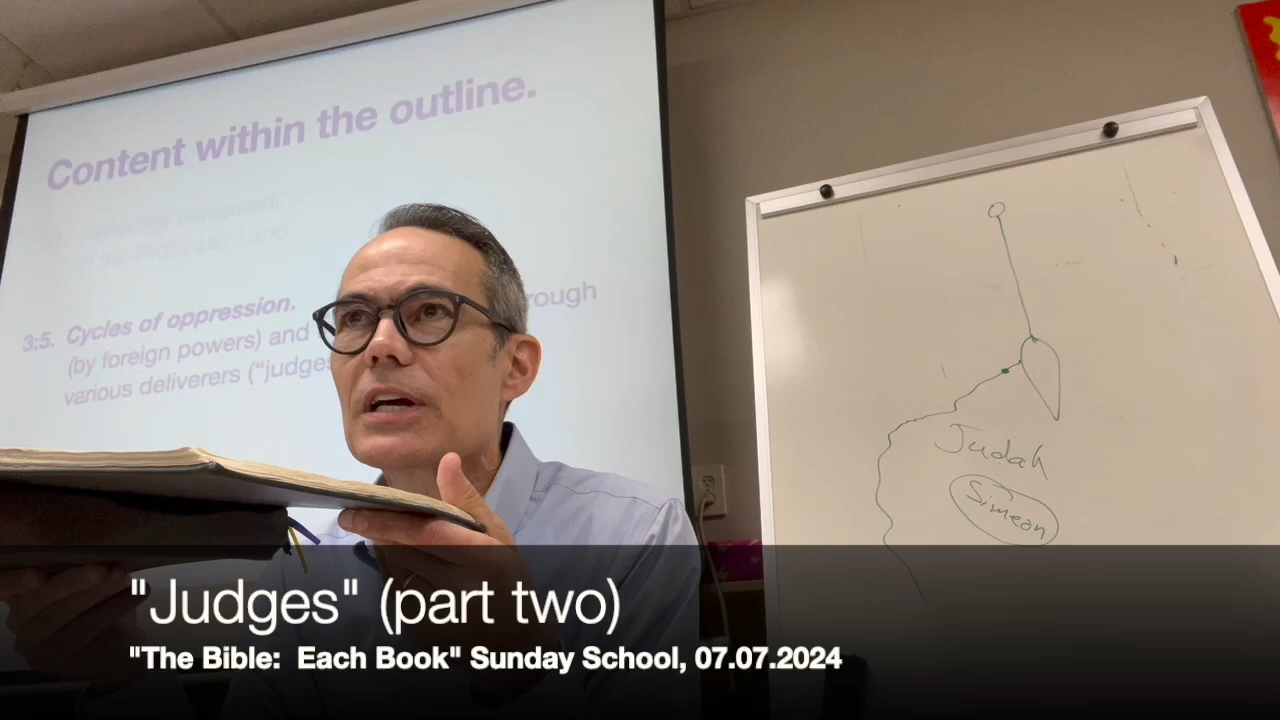 Content within the outline.
3:5. Cycles of oppression. rough
(by foreign powers) and
various deliverers ("judges
Judah
Simeon
"Judges" (part two)
"The Bible: Each Book" Sunday School, 07.07.2024